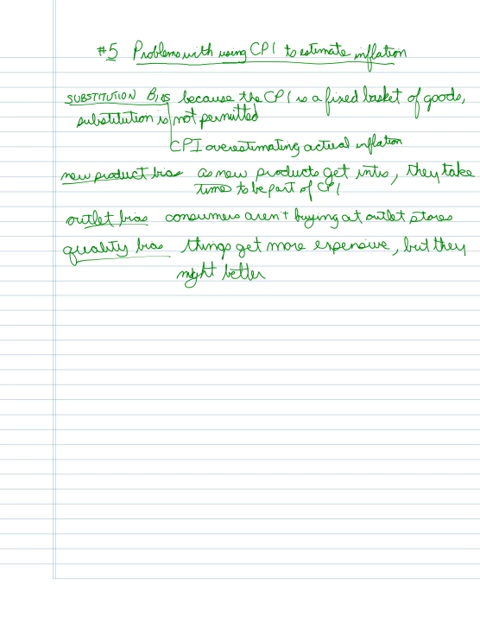 #5 Problems with using CPI to estimate inflation
SUBSTITUTION BIAS because the CPI is a fixed basket of goods,
substitution is not permitted
CPI overestimating actual inflation
new product bias as new products get into, they take
time to be part of CPI
outlet bias consumers aren't buying at outlet stores
quality bias things get more expensive, but they
might better